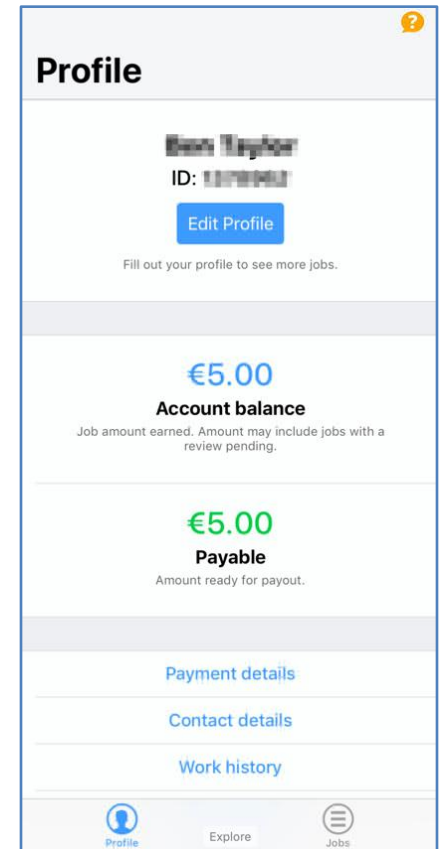 Profile
ID:
Edit Profile
Fill out your profile to see more jobs.
€5.00
Account balance
Job amount earned. Amount may include jobs with a
review pending.
€5.00
Payable
Amount ready for payout.
Payment details
Contact details
Work history
Profile
Explore
Jobs